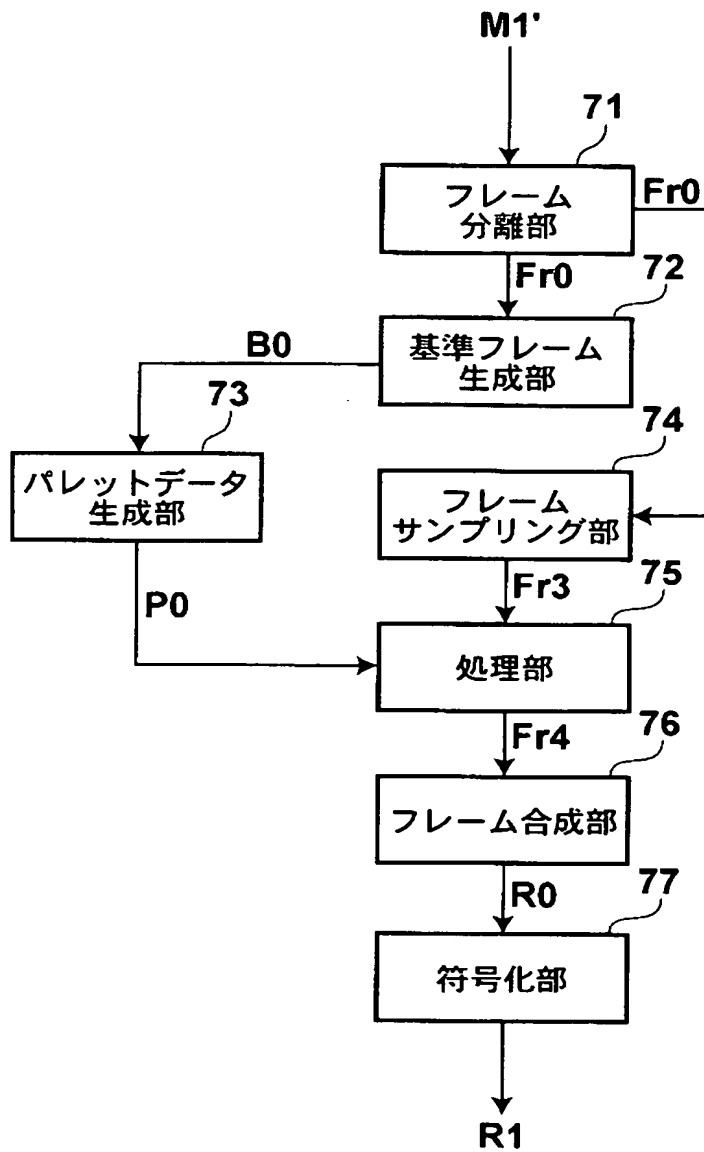 M1'
71
フレーム
分離部
Fr0
Fr0
72
基準フレーム
生成部
B0
73
パレットデータ
生成部
74
フレーム
サンプリング部
P0
Fr3
75
処理部
Fr4
76
フレーム合成部
R0
77
符号化部
R1